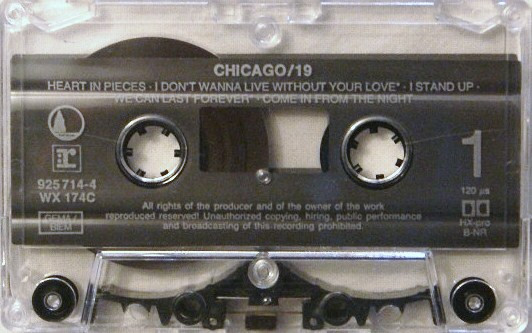 CHICAGO/19
HEART IN PIECES · I DON'T WANNA LIVE WITHOUT YOUR LOVE* · I STAND UP ·
WE CAN LAST FOREVER* · COME IN FROM THE NIGHT
r
925 714-4
WX 174C
GEMA/
BIEM
1
120 µs
HX-pro
B-NR
All rights of the producer and of the owner of the work
reproduced reserved! Unauthorized copying, hiring, public performance
and broadcasting of this recording prohibited.